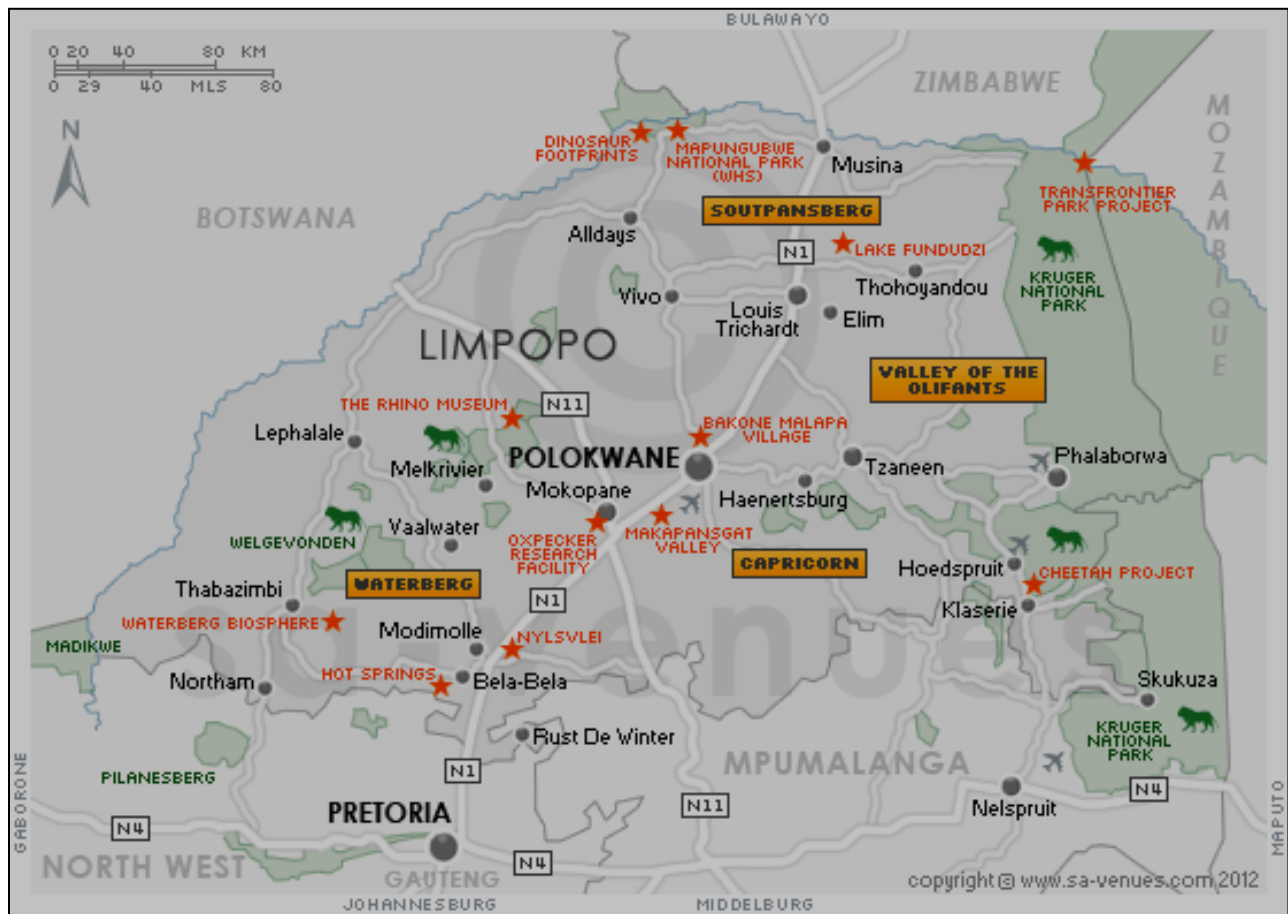 BULAWAYO
0 20 40 80 KM
0 29 40 MLS 80
N
ZIMBABWE
MOZAMBIQUE
BOTSWANA
DINOSAUR
FOOTPRINTS
MAPUNGUBWE
NATIONAL PARK
(WHS)
Musina
TRANSFRONTIER
PARK PROJECT
SOUTPANSBERG
Alldays
N1
LAKE FUNDUDZI
KRUGER
NATIONAL
PARK
Vivo
Louis
Trichardt
Thohoyandou
Elim
LIMPOPO
VALLEY OF THE
OLIFANTS
THE RHINO MUSEUM
N11
BAKONE MALAPA
VILLAGE
Lephalale
Melkrivier
POLOKWANE
Tzaneen
Phalaborwa
Mokopane
Haenertsburg
WELGEVONDEN
Vaalwater
OXPECKER
RESEARCH
FACILITY
MAKAPANSGAT
VALLEY
CAPRICORN
Hoedspruit
CHEETAH PROJECT
WATERBERG
Thabazimbi
N1
Klaserie
WATERBERG BIOSPHERE
Modimolle
NYLSVLEI
sa-venues
MADIKWE
HOT SPRINGS
Bela-Bela
Northam
Skukuza
Rust De Winter
KRUGER
NATIONAL
PARK
PILANESBERG
N1
MPUMALANGA
GABORONE
PRETORIA
N11
Nelspruit
N4
MAPUTO
N4
NORTH WEST
N4
GAUTENG
copyright © www.sa-venues.com 2012
JOHANNESBURG
MIDDELBURG